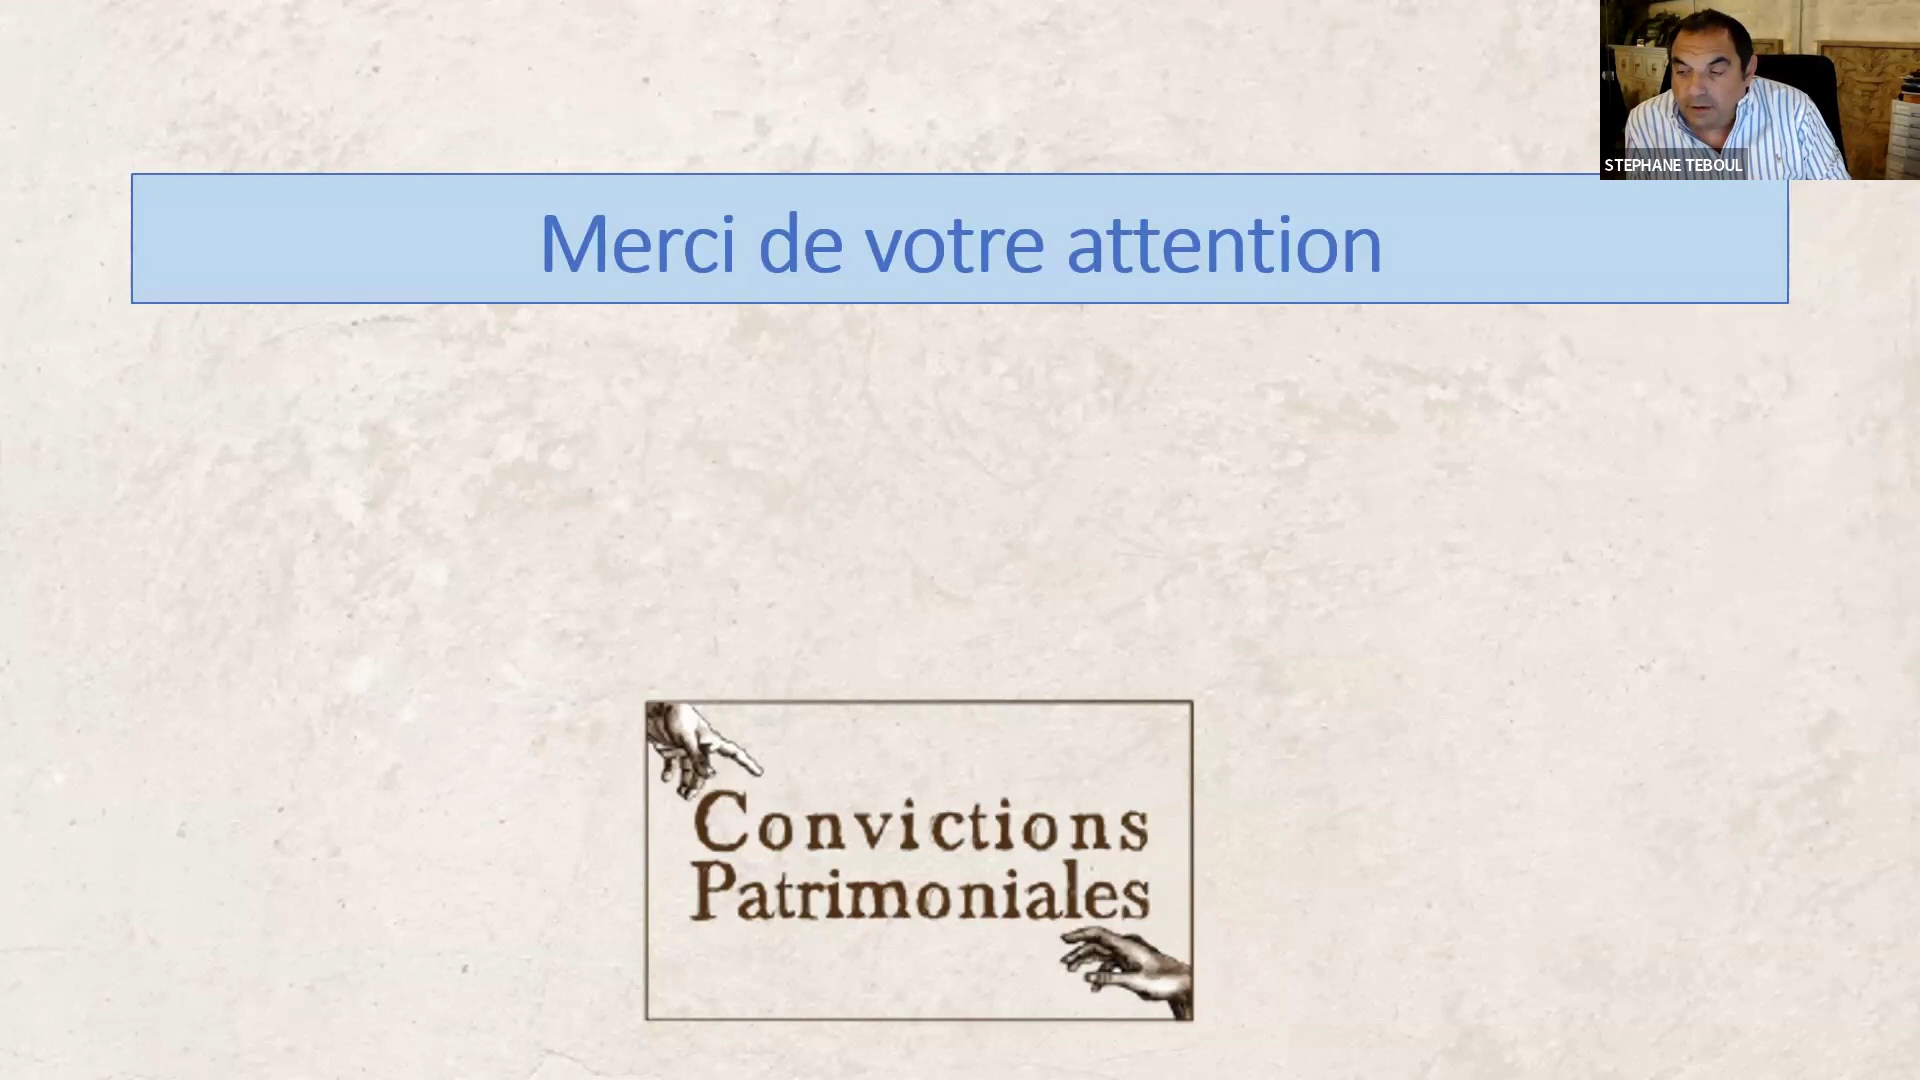 STEPHANE TEBOUL
Merci de votre attention
Convictions
Patrimoniales